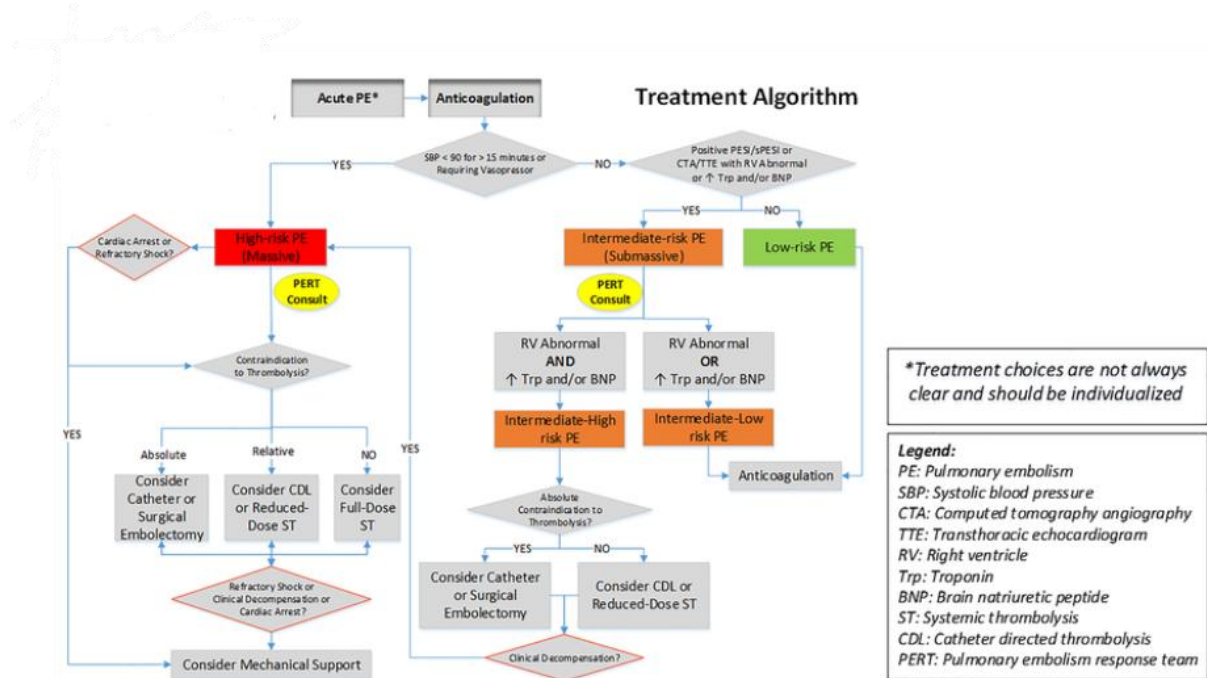 Acute PE*
Anticoagulation
Treatment Algorithm
SBP < 90 for > 15 minutes or
Requiring Vasopressor
YES
NO
Positive PESI/sPESI or
CTA/TTE with RV Abnormal
or ↑ Trp and/or BNP
YES
NO
Cardiac Arrest or
Refractory Shock?
High-risk PE
(Massive)
Intermediate-risk PE
(Submassive)
Low-risk PE
PERT
Consult
PERT
Consult
Contraindication
to Thrombolysis?
RV Abnormal
AND
↑ Trp and/or BNP
RV Abnormal
OR
↑ Trp and/or BNP
Intermediate-High
risk PE
Intermediate-Low
risk PE
Anticoagulation
YES
YES
Absolute
Relative
NO
Consider
Catheter or
Surgical
Embolectomy
Consider CDL
or Reduced-
Dose ST
Consider
Full-Dose
ST
Absolute
Contraindication to
Thrombolysis?
YES
NO
Consider Catheter
or Surgical
Embolectomy
Consider CDL or
Reduced-Dose ST
Refractory Shock or
Clinical Decompensation or
Cardiac Arrest?
Consider Mechanical Support
Clinical Decompensation?
*Treatment choices are not always
clear and should be individualized
Legend:
PE: Pulmonary embolism
SBP: Systolic blood pressure
CTA: Computed tomography angiography
TTE: Transthoracic echocardiogram
RV: Right ventricle
Trp: Troponin
BNP: Brain natriuretic peptide
ST: Systemic thrombolysis
CDL: Catheter directed thrombolysis
PERT: Pulmonary embolism response team